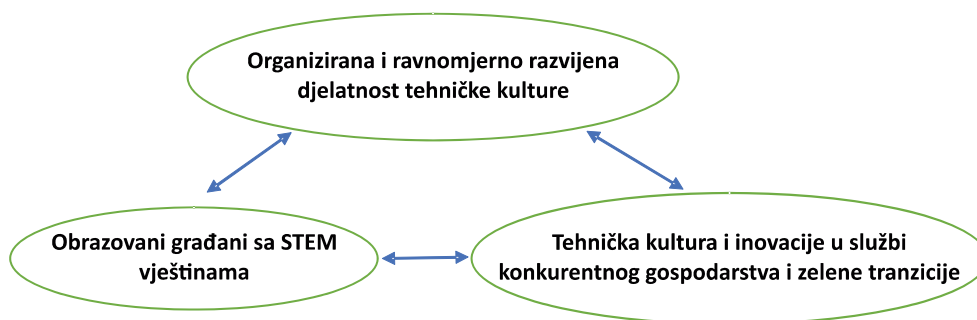 Organizirana i ravnomjerno razvijena
djelatnost tehničke kulture
Obrazovani građani sa STEM
vještinama
Tehnička kultura i inovacije u službi
konkurentnog gospodarstva i zelene tranzicije